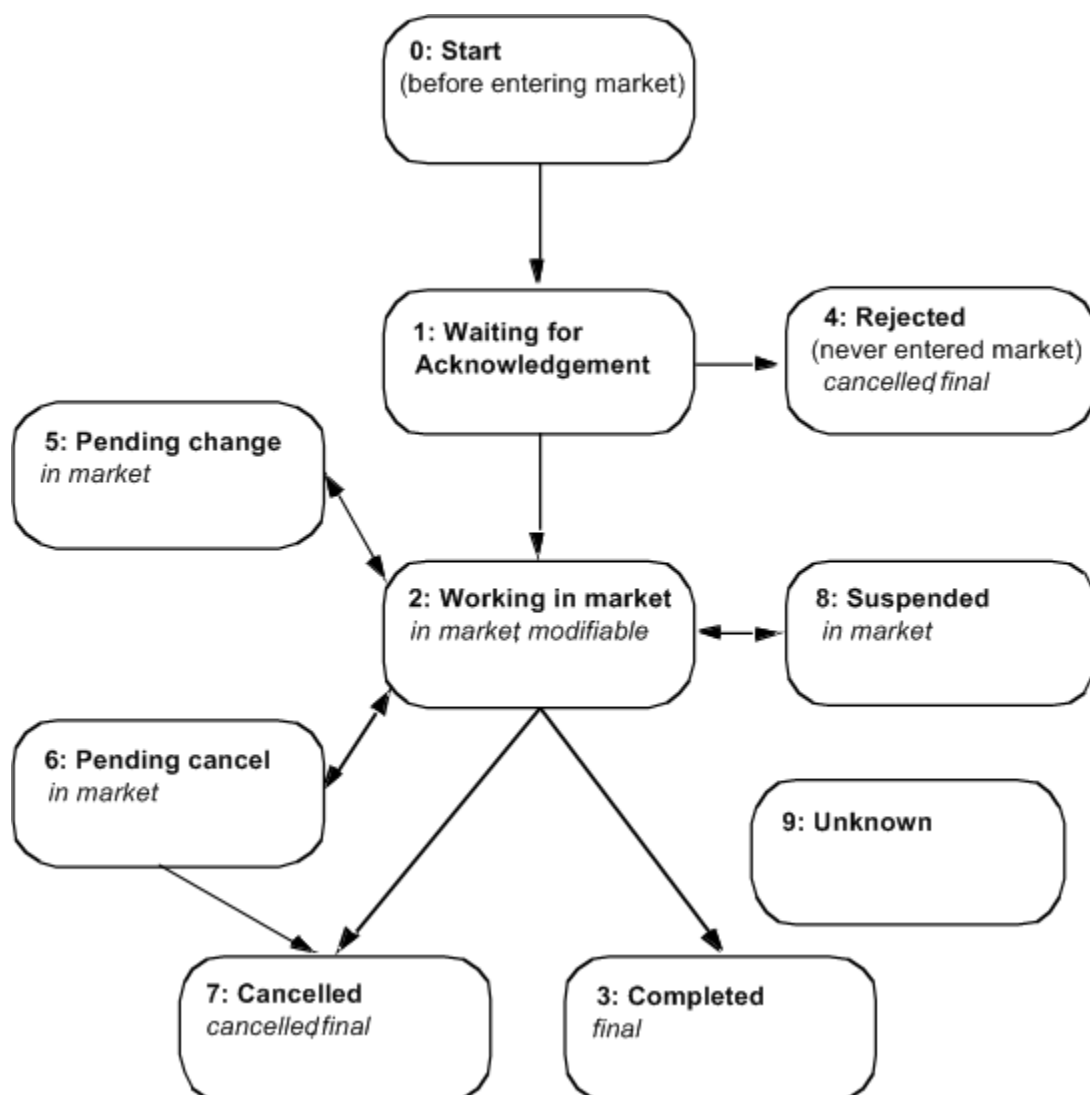 0: Start
(before entering market)
1: Waiting for
Acknowledgement
4: Rejected
(never entered market)
cancelled, final
5: Pending change
in market
2: Working in market
in market, modifiable
8: Suspended
in market
6: Pending cancel
in market
9: Unknown
7: Cancelled
cancelled, final
3: Completed
final